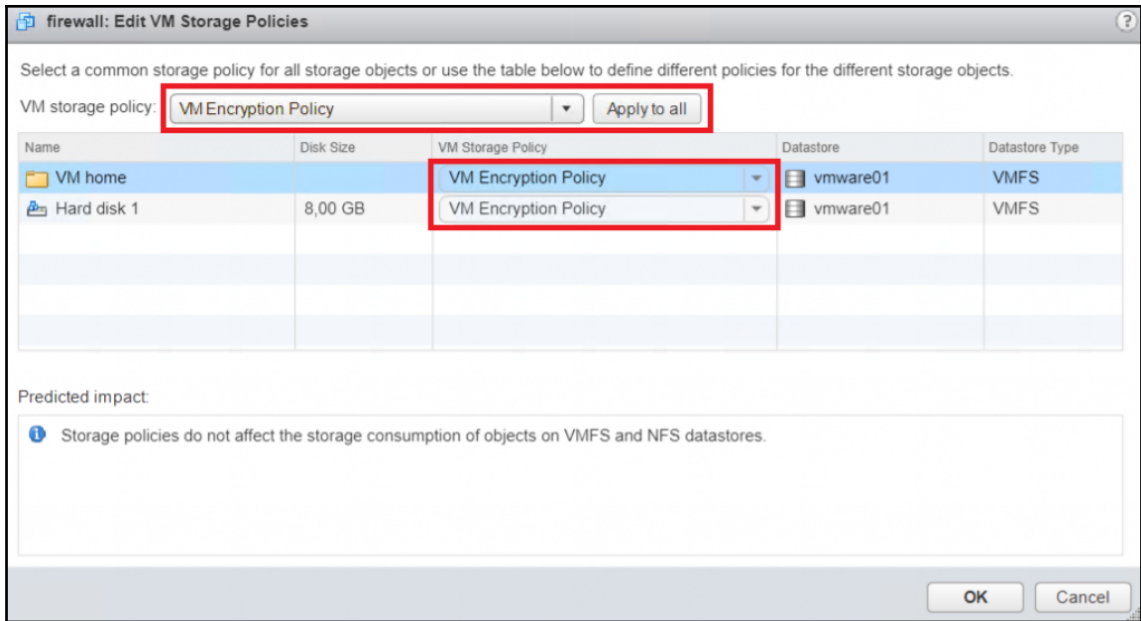 firewall: Edit VM Storage Policies ?
Select a common storage policy for all storage objects or use the table below to define different policies for the different storage objects.
VM storage policy: VM Encryption Policy Apply to all
Name Disk Size VM Storage Policy Datastore Datastore Type
VM home VM Encryption Policy vmware01 VMFS
Hard disk 1 8,00 GB VM Encryption Policy vmware01 VMFS
Predicted impact:
Storage policies do not affect the storage consumption of objects on VMFS and NFS datastores.
OK Cancel